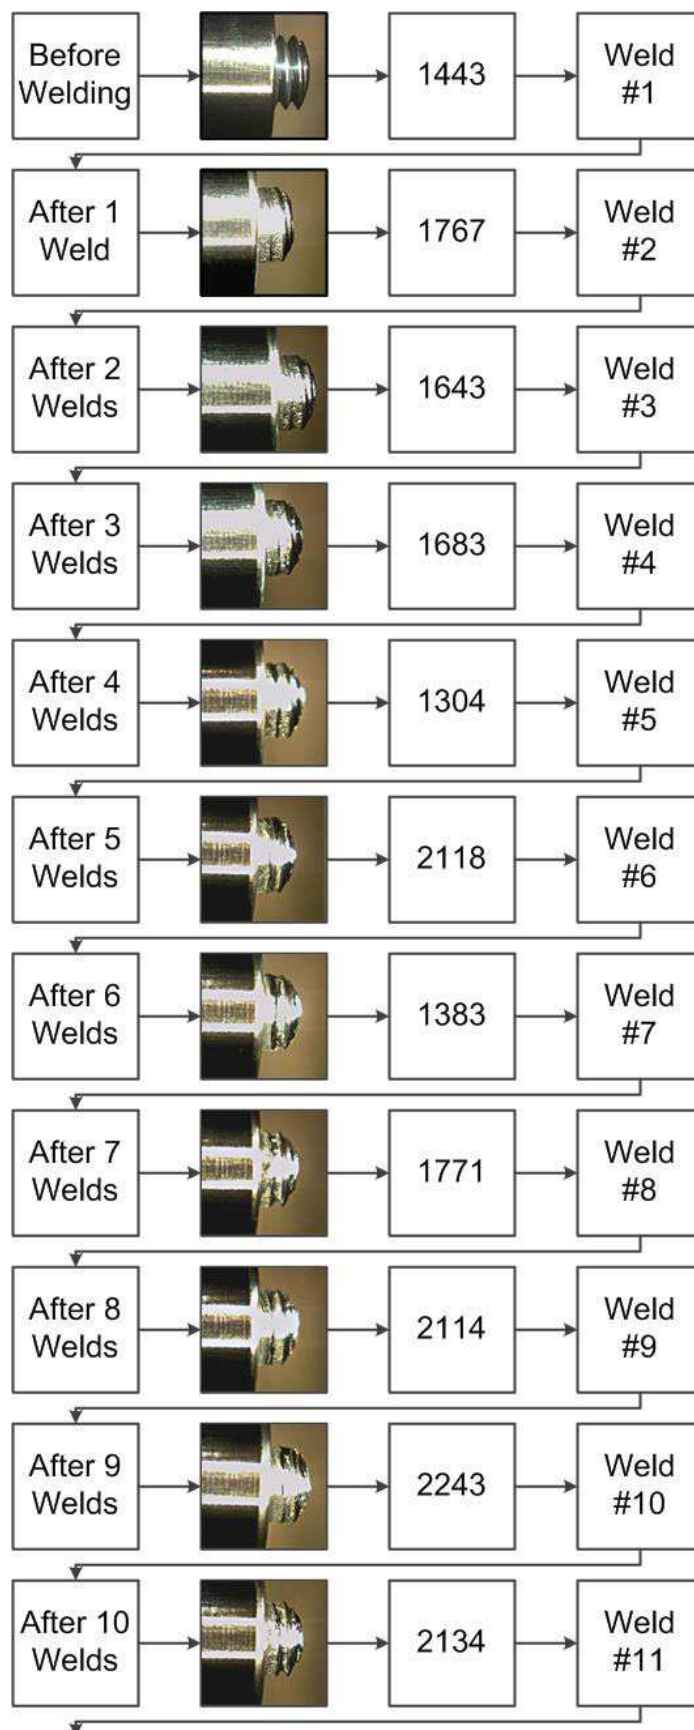 Before
Welding
1443
Weld
#1
After 1
Weld
1767
Weld
#2
After 2
Welds
1643
Weld
#3
After 3
Welds
1683
Weld
#4
After 4
Welds
1304
Weld
#5
After 5
Welds
2118
Weld
#6
After 6
Welds
1383
Weld
#7
After 7
Welds
1771
Weld
#8
After 8
Welds
2114
Weld
#9
After 9
Welds
2243
Weld
#10
After 10
Welds
2134
Weld
#11